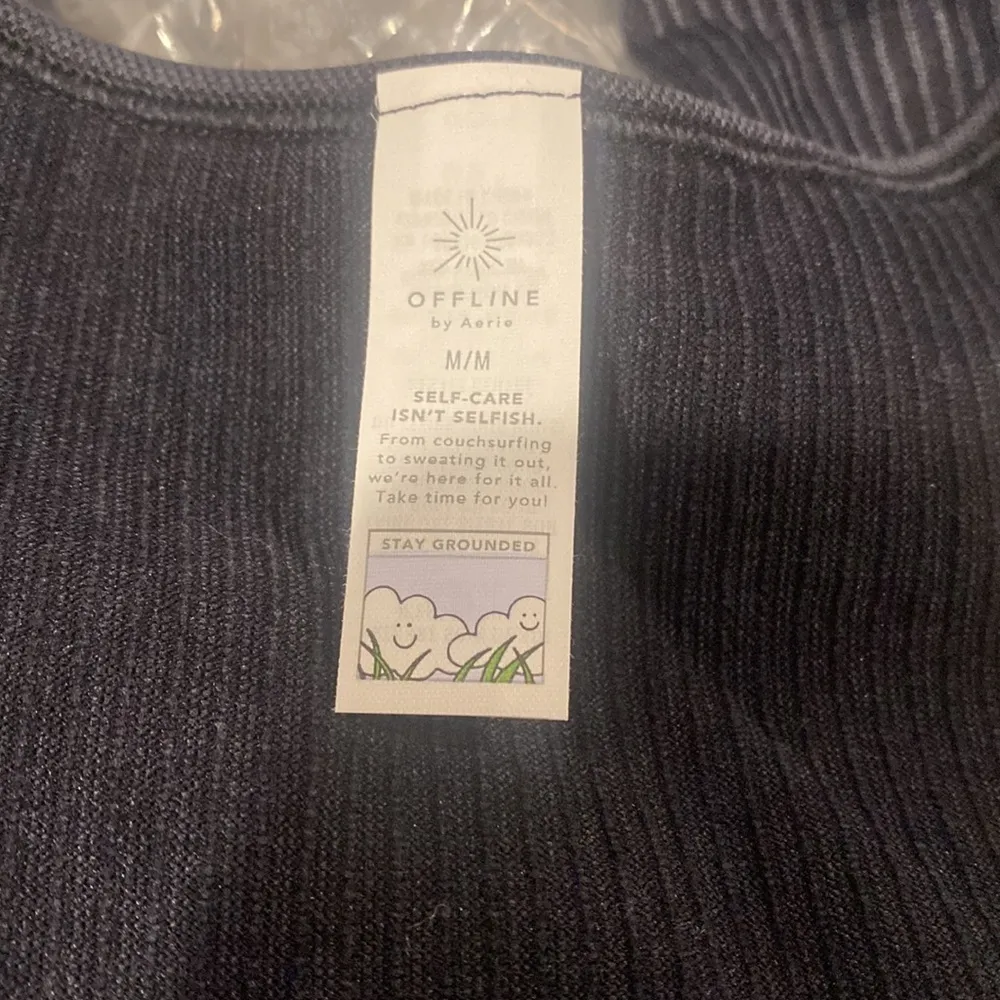 OFFLINE
by Aerie
M/M
SELF-CARE
ISN'T SELFISH.
From couchsurfing
to sweating it out,
we're here for it all.
Take time for you!
STAY GROUNDED